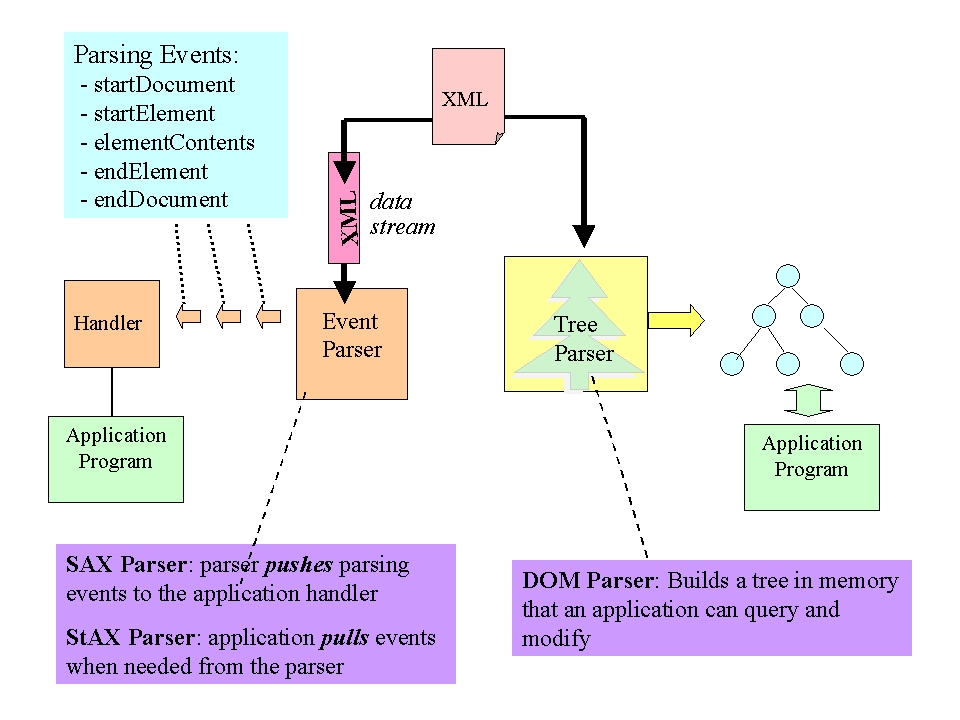 Parsing Events:
- startDocument
- startElement
- elementContents
- endElement
- endDocument
XML
XML
data
stream
Handler
Event
Parser
Tree
Parser
Application
Program
Application
Program
SAX Parser: parser pushes parsing
events to the application handler
StAX Parser: application pulls events
when needed from the parser
DOM Parser: Builds a tree in memory
that an application can query and
modify